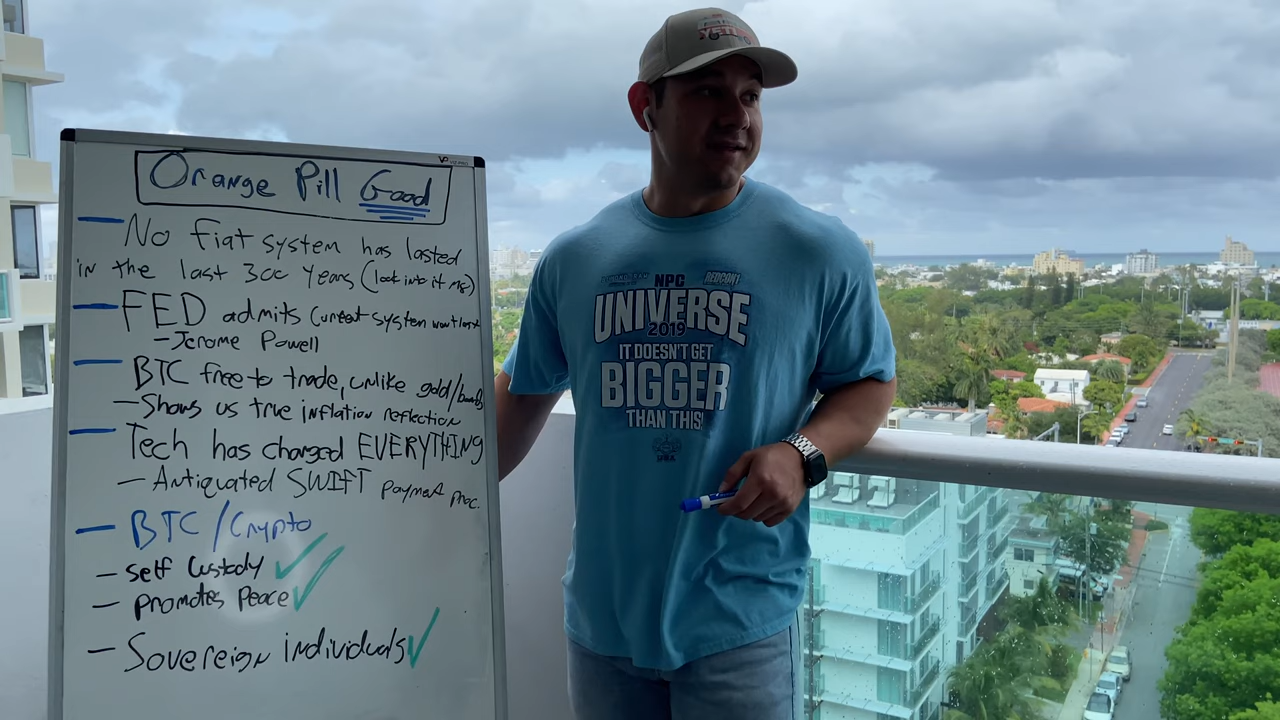 Orange Pill Good
No fiat system has lasted
in the last 300 years (look into it
FED admits current system won't last
- Jerome Powell
BTC free to trade, unlike gold/bonds
- Shows us true inflation reflection
Tech has changed EVERYTHING
- Antiquated SWIFT payment proc.
BTC / Crypto
- self custody ✓
- promotes Peace ✓
- Sovereign individuals ✓
NPC
REDCON1
UNIVERSE
2019
IT DOESN'T GET
BIGGER
THAN THIS!